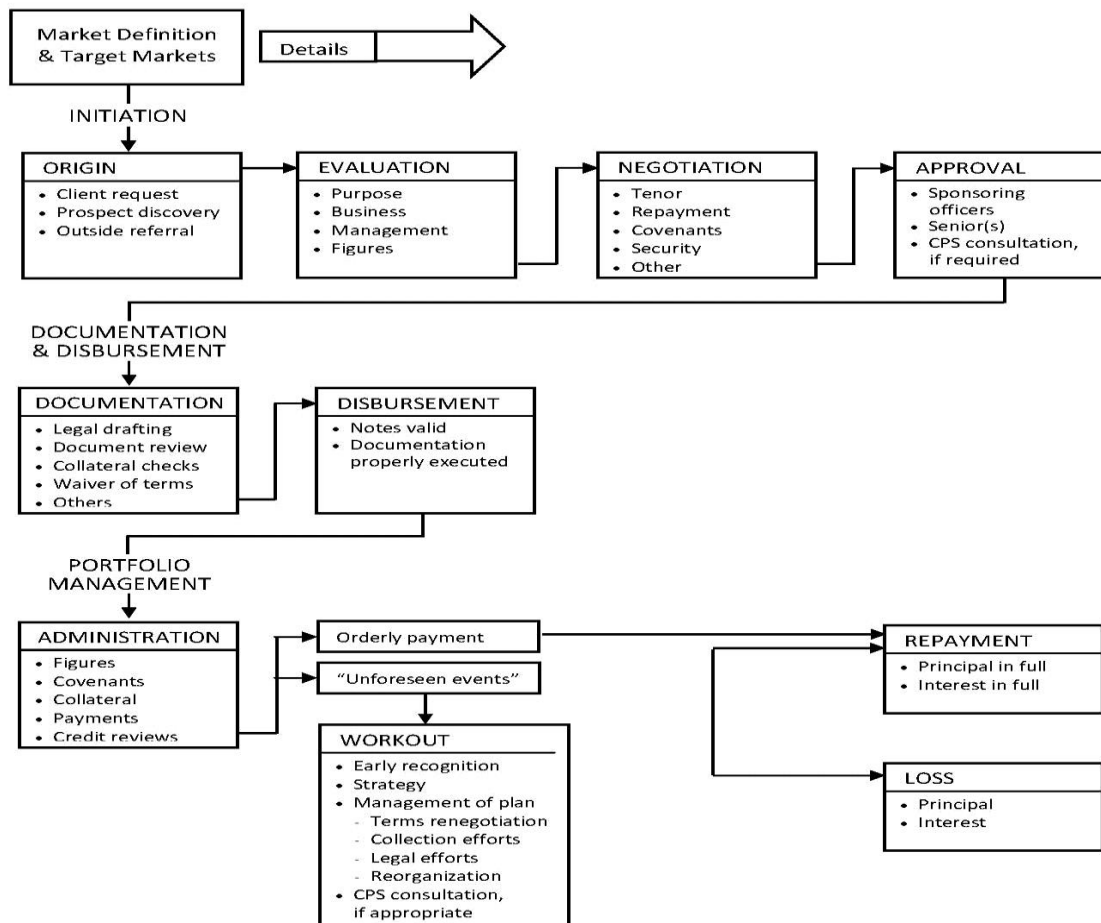 Market Definition
& Target Markets
Details
INITIATION
ORIGIN
• Client request
• Prospect discovery
• Outside referral
EVALUATION
• Purpose
• Business
• Management
• Figures
NEGOTIATION
• Tenor
• Repayment
• Covenants
• Security
• Other
APPROVAL
• Sponsoring
officers
• Senior(s)
• CPS consultation,
if required
DOCUMENTATION
& DISBURSEMENT
DOCUMENTATION
• Legal drafting
• Document review
• Collateral checks
• Waiver of terms
• Others
DISBURSEMENT
• Notes valid
• Documentation
properly executed
PORTFOLIO
MANAGEMENT
ADMINISTRATION
• Figures
• Covenants
• Collateral
• Payments
• Credit reviews
Orderly payment
“Unforeseen events”
WORKOUT
• Early recognition
• Strategy
• Management of plan
- Terms renegotiation
- Collection efforts
- Legal efforts
- Reorganization
• CPS consultation,
if appropriate
REPAYMENT
• Principal in full
• Interest in full
LOSS
• Principal
• Interest